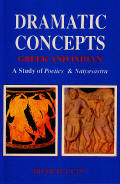 DRAMATIC
CONCEPTS
GREEK AND INDIAN
A Study of Poetics & Natyasastra